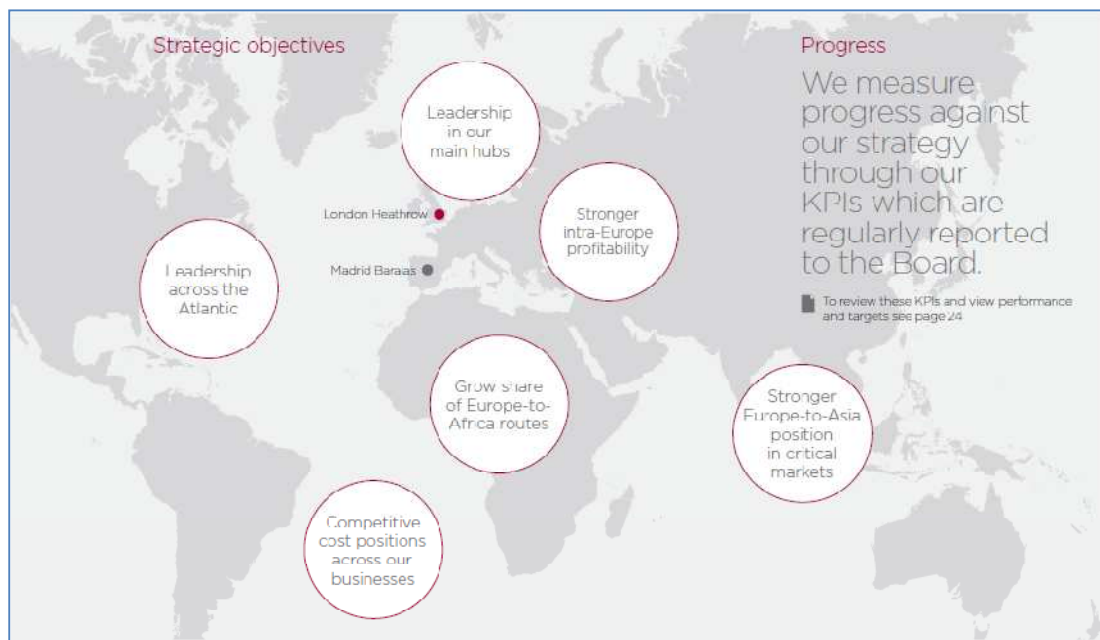 Strategic objectives
Leadership
in our
main hubs
London Heathrow
Stronger
intra-Europe
profitability
Madrid Barajas
Leadership
across the
Atlantic
Grow share
of Europe-to-
Africa routes
Stronger
Europe-to-Asia
position
in critical
markets
Competitive
cost positions
across our
businesses
Progress
We measure
progress against
our strategy
through our
KPIs which are
regularly reported
to the Board.
To review these KPIs and view performance
and targets see page 24